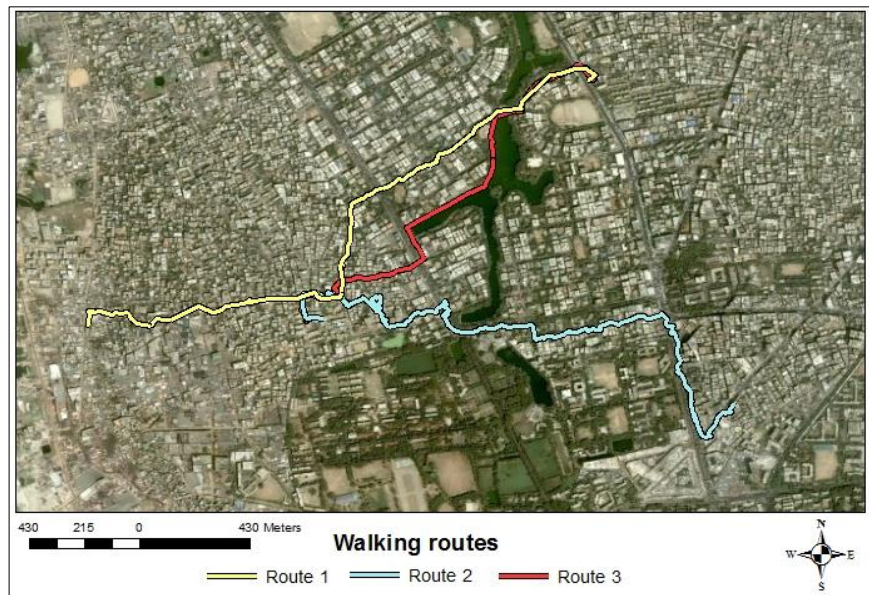 430 215 0 430 Meters
Walking routes
Route 1 Route 2 Route 3
N
W E
S